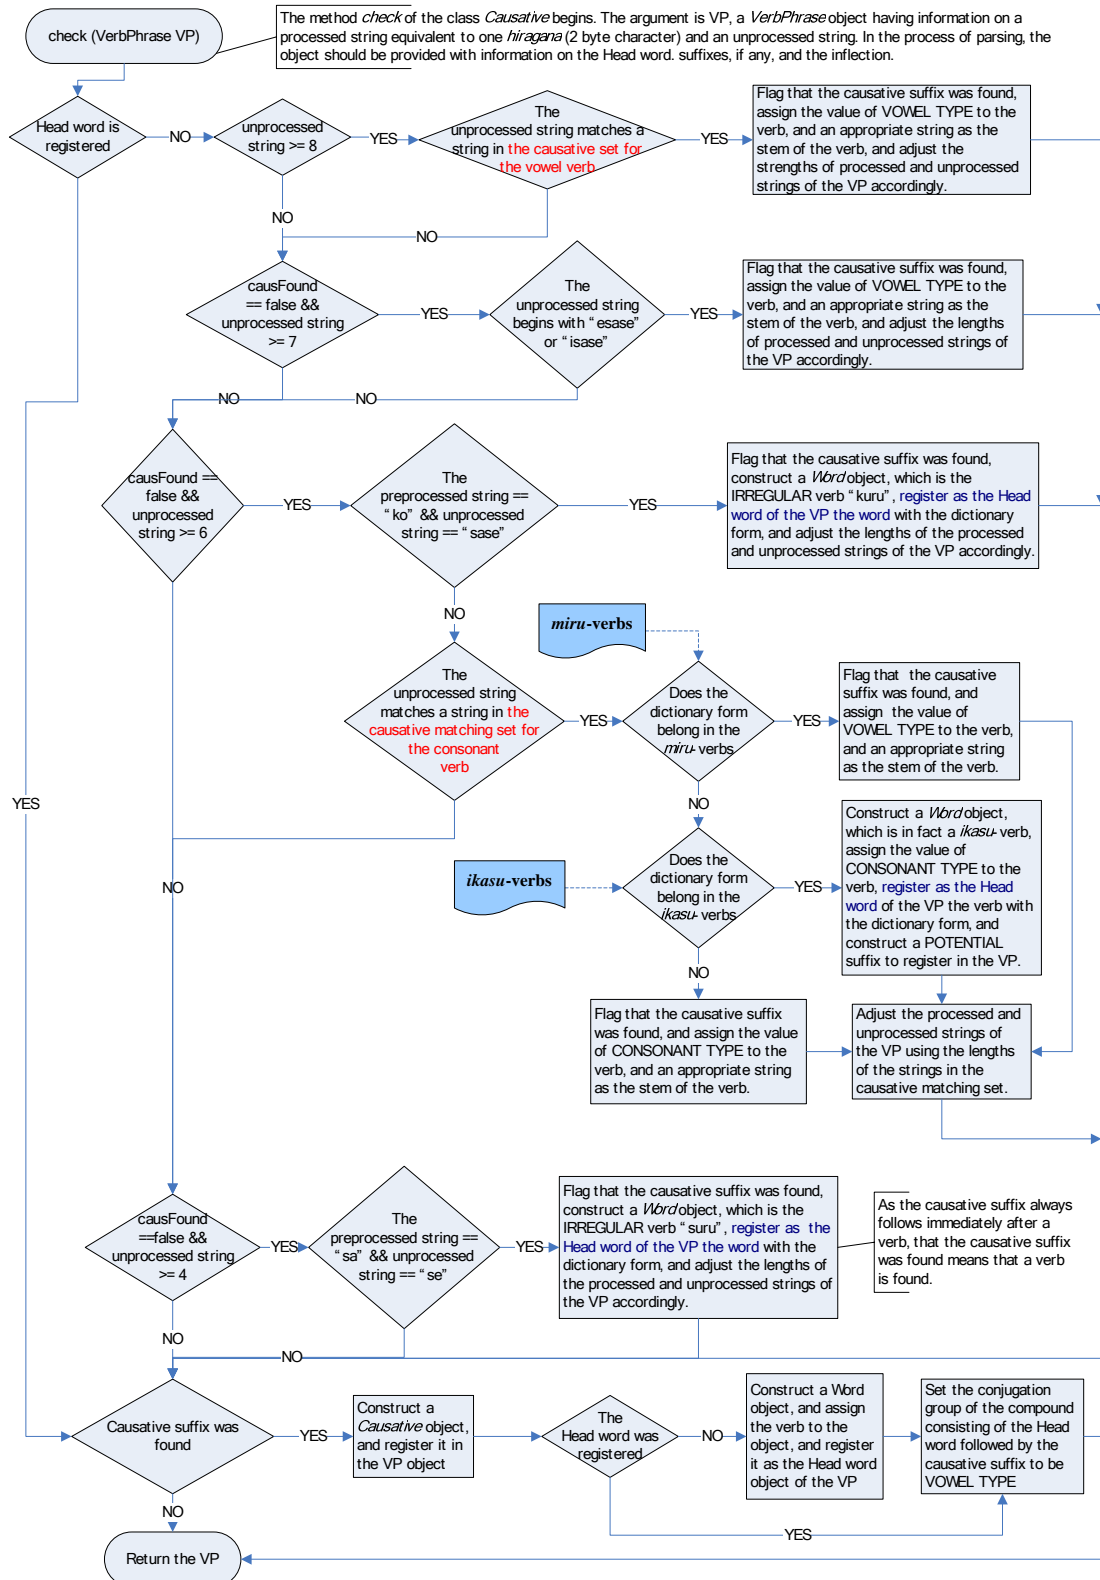 check (VerbPhrase VP)
The method check of the class Causative begins. The argument is VP, a VerbPhrase object having information on a
processed string equivalent to one hiragana (2 byte character) and an unprocessed string. In the process of parsing, the
object should be provided with information on the Head word. suffixes, if any, and the inflection.
Head word is
registered
NO
unprocessed
string >= 8
YES
The
unprocessed string matches a
string in the causative set for
the vowel verb
YES
Flag that the causative suffix was found,
assign the value of VOWEL TYPE to the
verb, and an appropriate string as the
stem of the verb, and adjust the
strengths of processed and unprocessed
strings of the VP accordingly.
NO
NO
causFound
== false &&
unprocessed string
>= 7
YES
The
unprocessed string
begins with “esase”
or “isase”
YES
Flag that the causative suffix was found,
assign the value of VOWEL TYPE to the
verb, and an appropriate string as the
stem of the verb, and adjust the lengths
of processed and unprocessed strings of
the VP accordingly.
NO
NO
causFound ==
false &&
unprocessed
string >= 6
YES
The
preprocessed string ==
“ko” && unprocessed
string == “sase”
YES
Flag that the causative suffix was found,
construct a Word object, which is the
IRREGULAR verb “kuru”, register as the Head
word of the VP the word with the dictionary
form, and adjust the lengths of the processed
and unprocessed strings of the VP accordingly.
NO
miru-verbs
The
unprocessed string
matches a string in the
causative matching set for
the consonant
verb
YES
Does the
dictionary form
belong in the
miru-verbs
YES
Flag that the causative
suffix was found, and
assign the value of
VOWEL TYPE to the verb,
and an appropriate string
as the stem of the verb.
YES
NO
NO
ikasu-verbs
Does the
dictionary form
belong in the
ikasu-verbs
YES
Construct a Word object,
which is in fact a ikasu-verb,
assign the value of
CONSONANT TYPE to the
verb, register as the Head
word of the VP the verb with
the dictionary form, and
construct a POTENTIAL
suffix to register in the VP.
NO
Flag that the causative suffix
was found, and assign the value
of CONSONANT TYPE to the
verb, and an appropriate string
as the stem of the verb.
Adjust the processed and
unprocessed strings of
the VP using the lengths
of the strings in the
causative matching set.
causFound
==false &&
unprocessed string
>= 4
YES
The
preprocessed string ==
“sa” && unprocessed
string == “se”
YES
Flag that the causative suffix was found,
construct a Word object, which is the
IRREGULAR verb “suru”, register as the
Head word of the VP the word with the
dictionary form, and adjust the lengths of
the processed and unprocessed strings of
the VP accordingly.
As the causative suffix always
follows immediately after a
verb, that the causative suffix
was found means that a verb
is found.
NO
NO
Causative suffix was
found
YES
Construct a
Causative object,
and register it in
the VP object
The
Head word was
registered
NO
Construct a Word
object, and assign
the verb to the
object, and register
it as the Head word
object of the VP
Set the conjugation
group of the compound
consisting of the Head
word followed by the
causative suffix to be
VOWEL TYPE
NO
YES
Return the VP